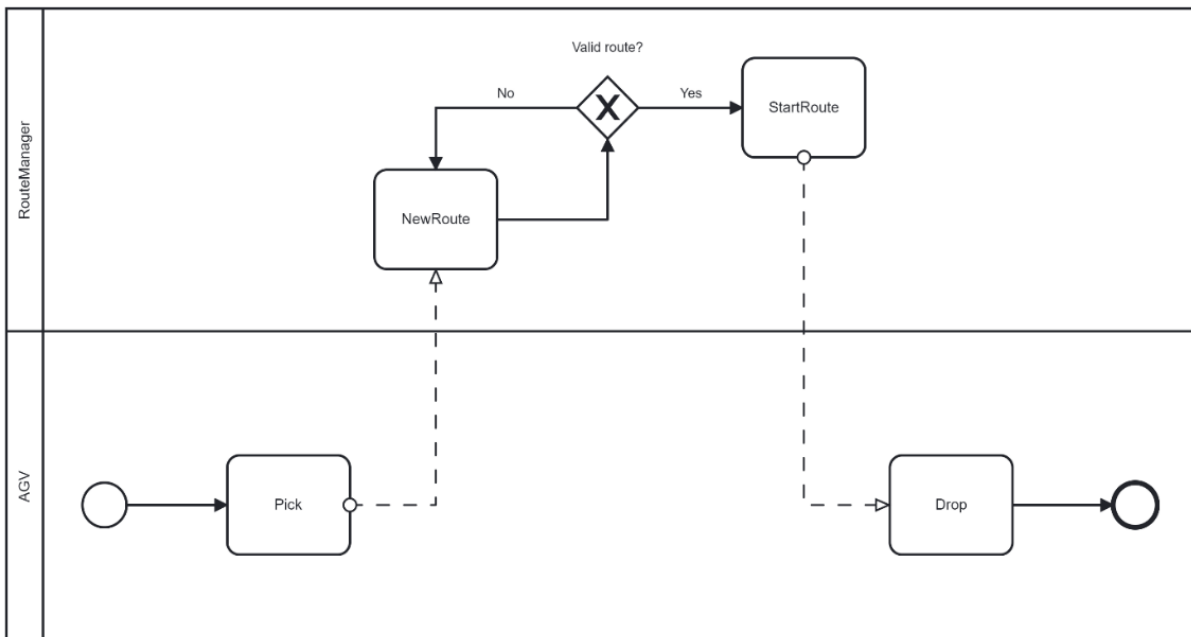 RouteManager
Valid route?
No
Yes
StartRoute
NewRoute
AGV
Pick
Drop